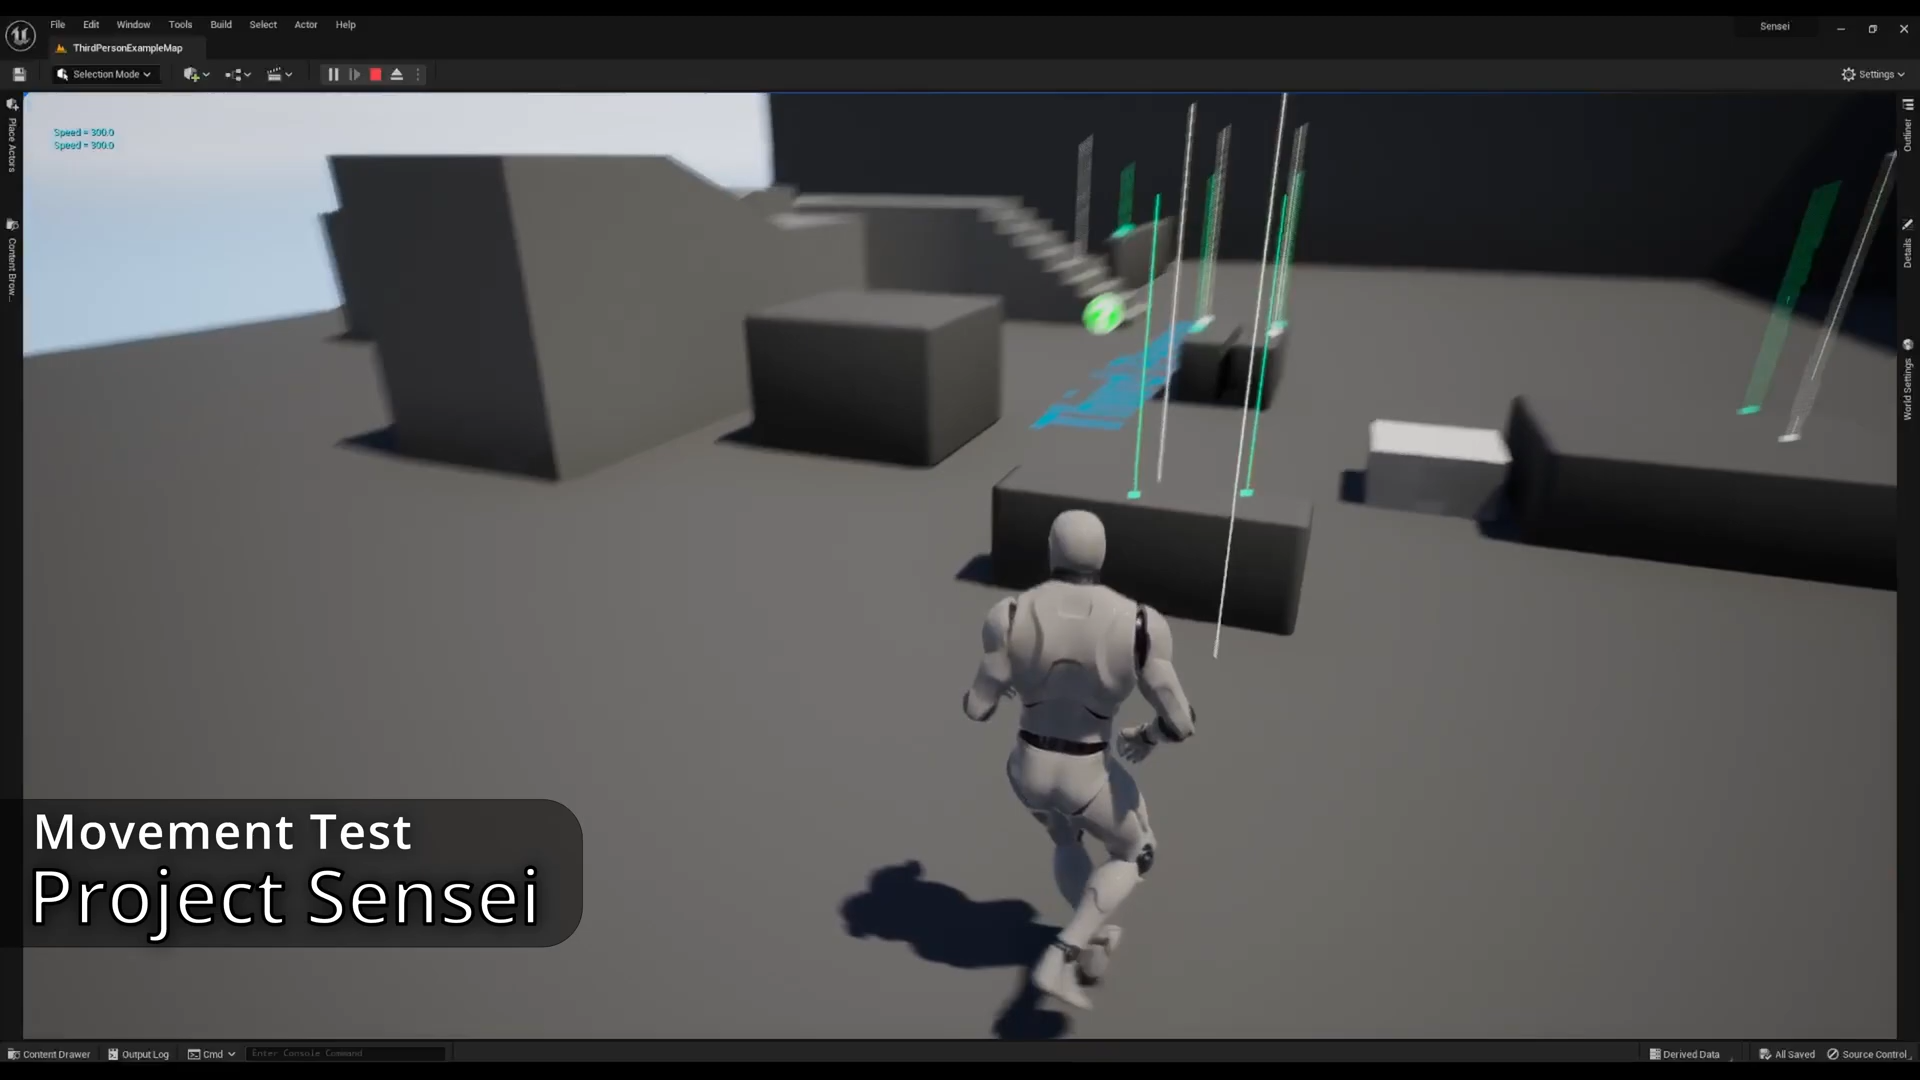 File Edit Window Tools Build Select Actor Help
Sensei
ThirdPersonExampleMap
Selection Mode
Settings
Place Actors
Content Brow...
Speed = 300.0
Speed = 300.0
Outliner
Details
World Settings
Movement Test
Project Sensei
Content Drawer Output Log Cmd Enter Console Command Derived Data All Saved Source Control